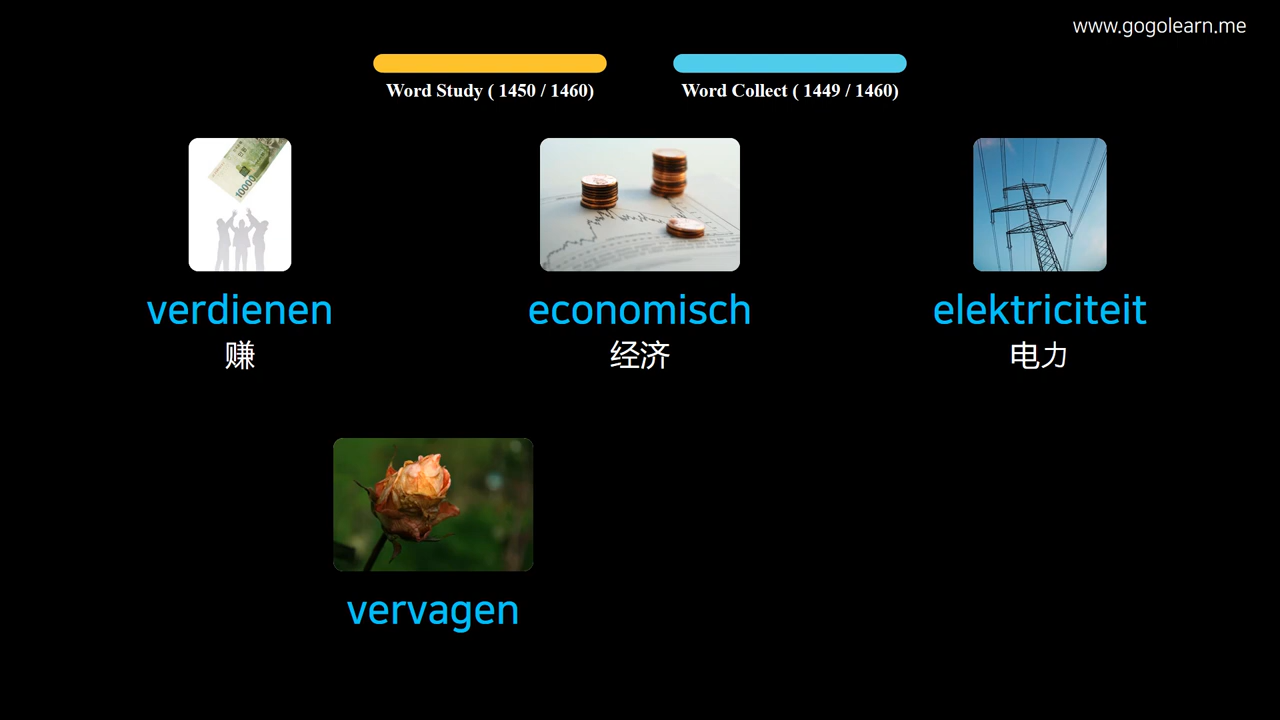 www.gogolearn.me
Word Study ( 1450 / 1460)
Word Collect ( 1449 / 1460)
10000
verdienen
economisch
elektriciteit
赚
经济
电力
vervagen